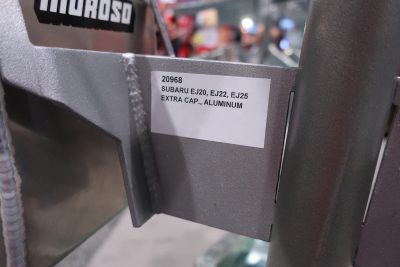 MOROSO
20968
SUBARU EJ20, EJ22, EJ25
EXTRA CAP., ALUMINUM